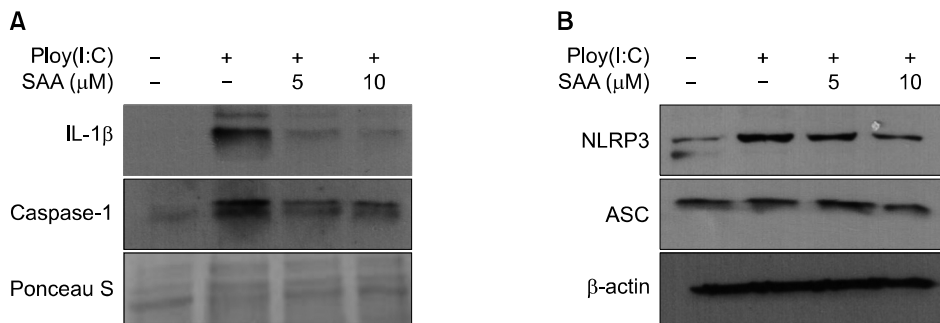 A
Ploy(I:C) – + + +
SAA (μM) – – 5 10
IL-1β
Caspase-1
Ponceau S
B
Ploy(I:C) – + + +
SAA (μM) – – 5 10
NLRP3
ASC
β-actin